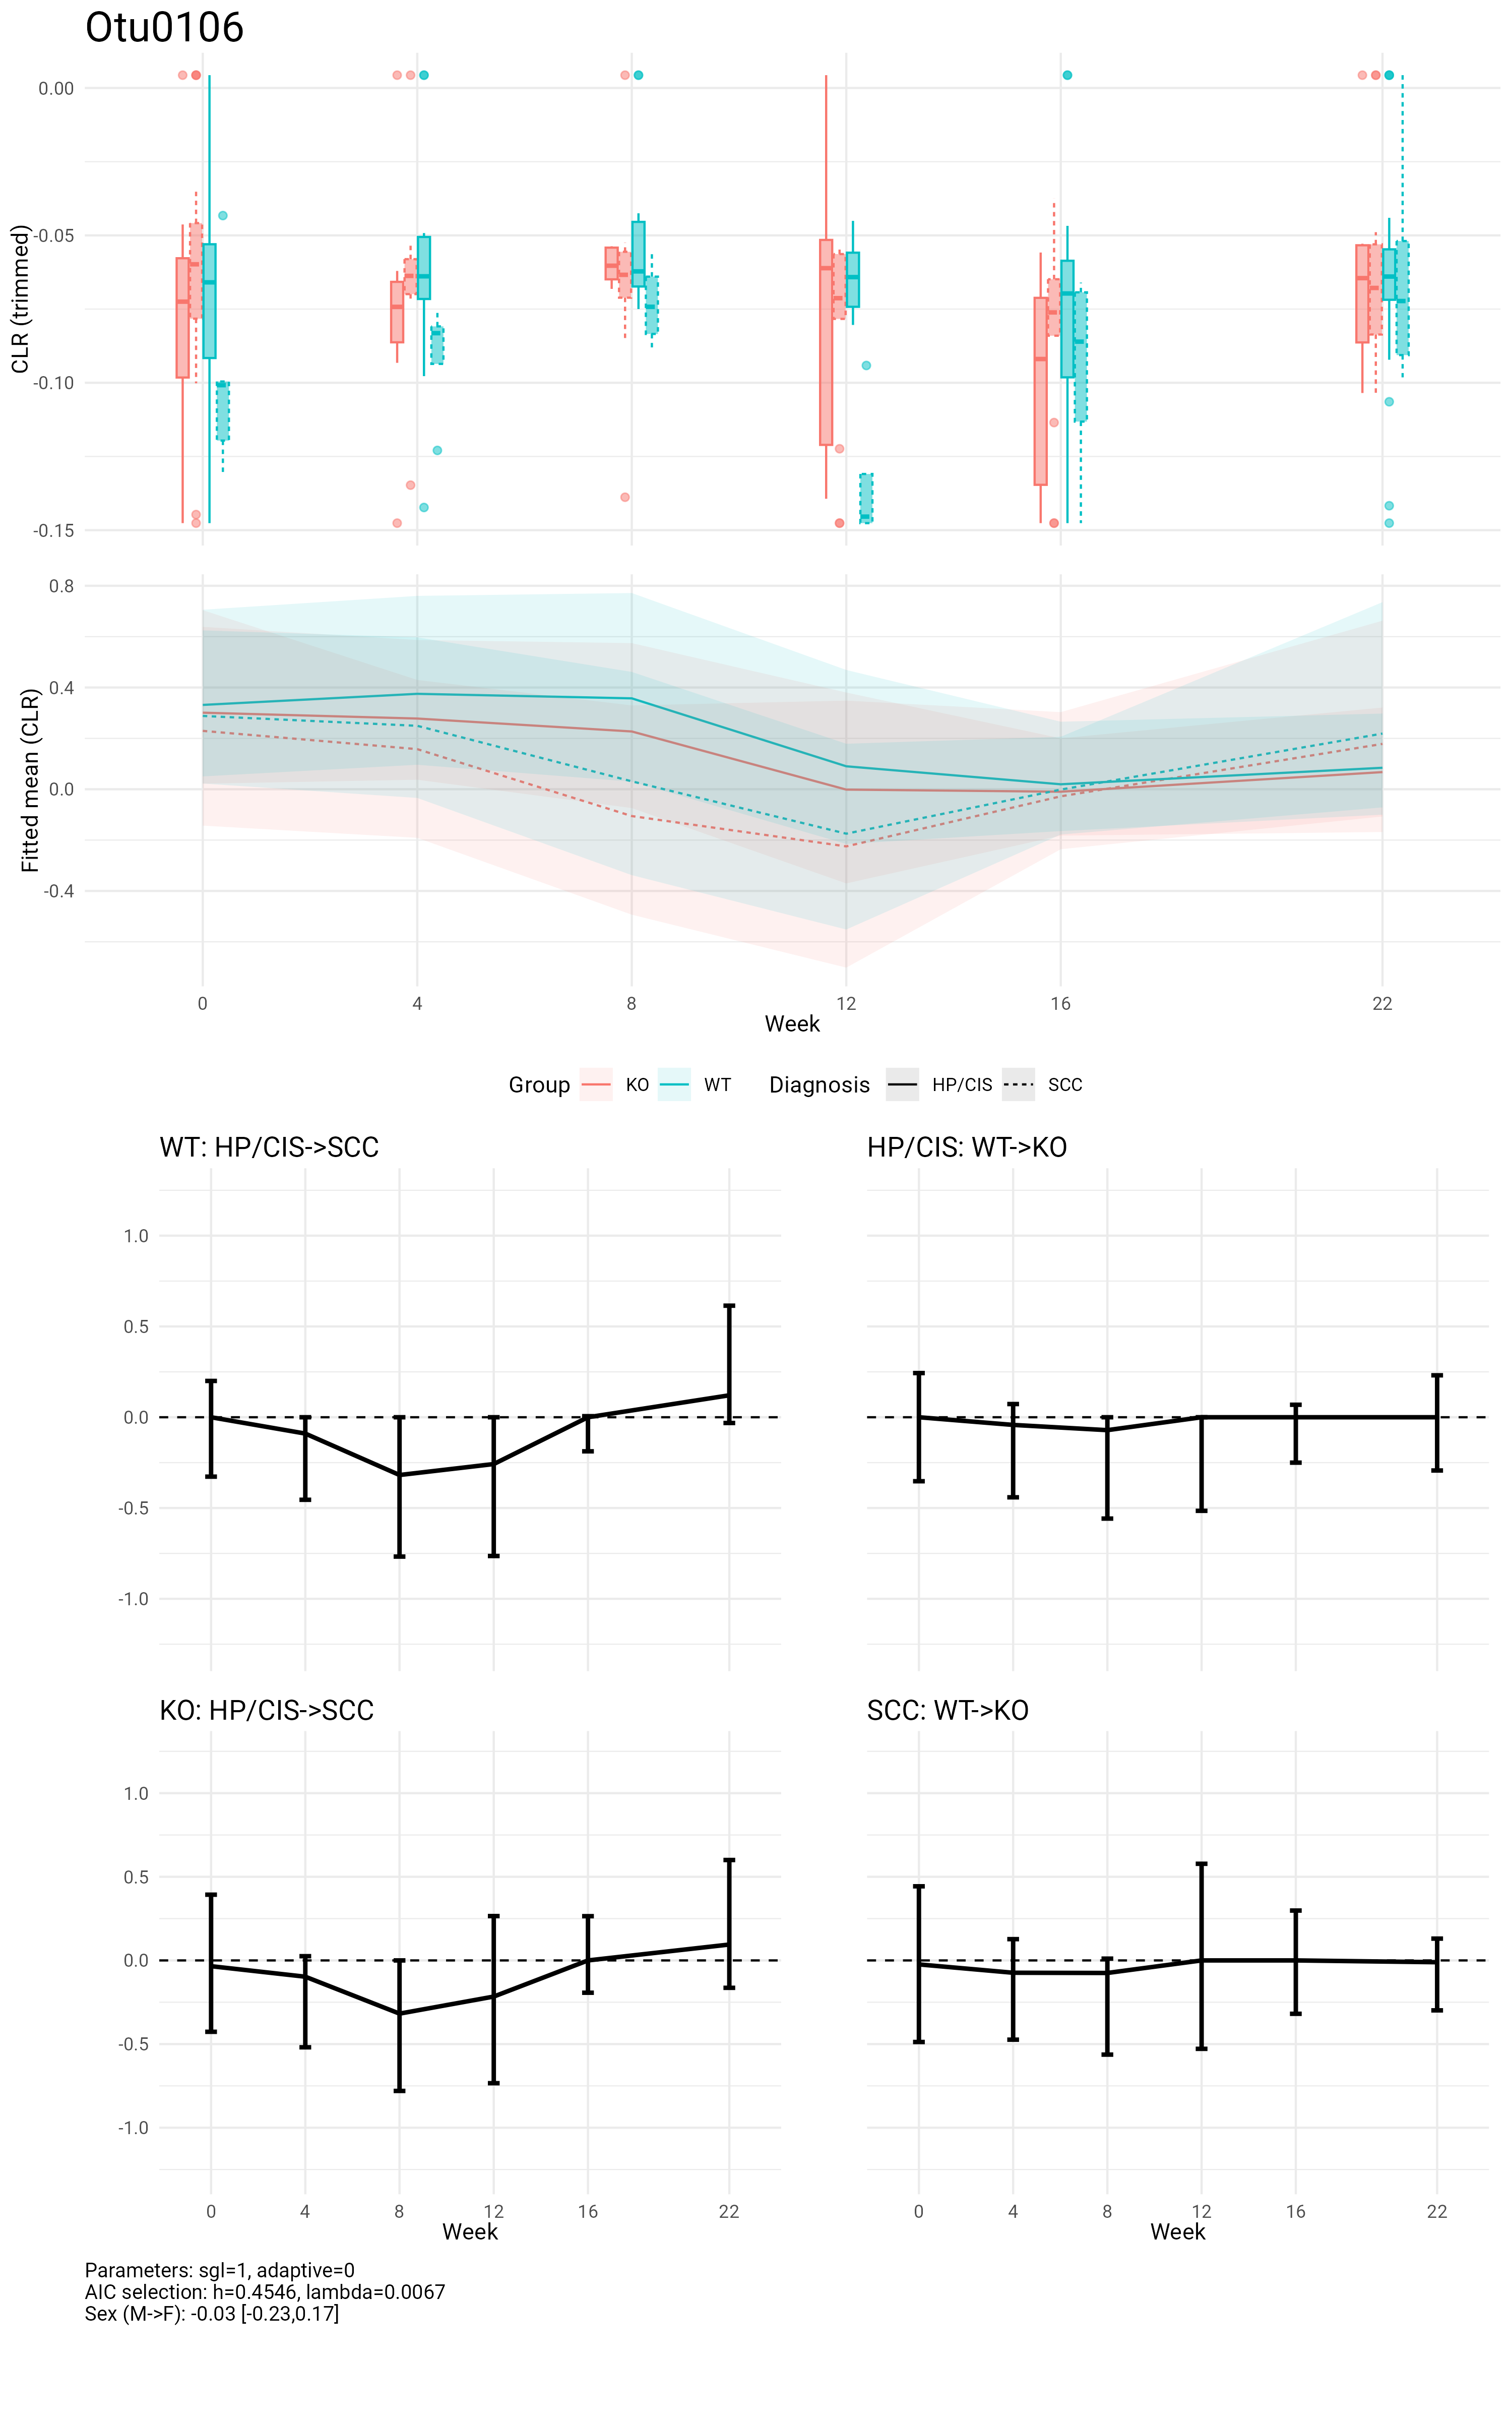 Otu0106
CLR (trimmed)
0.00
-0.05
-0.10
-0.15
Fitted mean (CLR)
0.8
0.4
0.0
-0.4
0 4 8 12 16 22
Week
Group KO WT Diagnosis HP/CIS SCC
WT: HP/CIS->SCC
HP/CIS: WT->KO
1.0
0.5
0.0
-0.5
-1.0
KO: HP/CIS->SCC
SCC: WT->KO
1.0
0.5
0.0
-0.5
-1.0
0 4 8 12 16 22
0 4 8 12 16 22
Week
Week
Parameters: sgl=1, adaptive=0
AIC selection: h=0.4546, lambda=0.0067
Sex (M->F): -0.03 [-0.23,0.17]